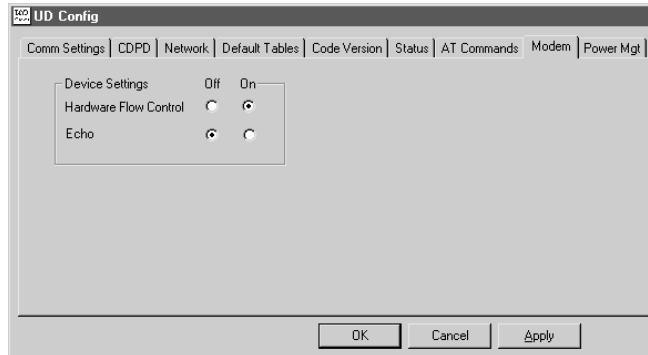 UD Config
Comm Settings CDPD Network Default Tables Code Version Status AT Commands Modem Power Mgt
Device Settings Off On
Hardware Flow Control
Echo
OK Cancel Apply